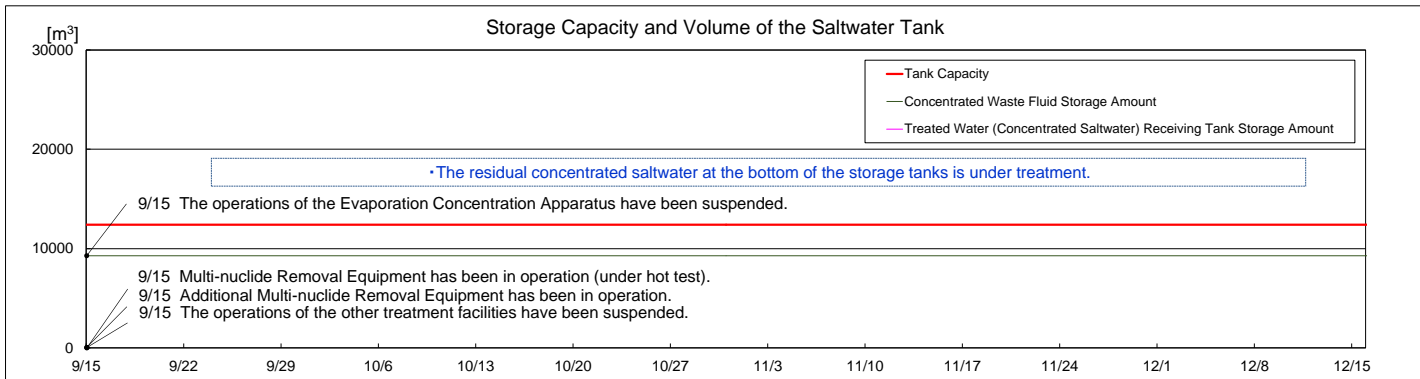 Storage Capacity and Volume of the Saltwater Tank
[m³]
30000
Tank Capacity
Concentrated Waste Fluid Storage Amount
Treated Water (Concentrated Saltwater) Receiving Tank Storage Amount
20000
・The residual concentrated saltwater at the bottom of the storage tanks is under treatment.
9/15 The operations of the Evaporation Concentration Apparatus have been suspended.
10000
9/15 Multi-nuclide Removal Equipment has been in operation (under hot test).
9/15 Additional Multi-nuclide Removal Equipment has been in operation.
9/15 The operations of the other treatment facilities have been suspended.
0
9/15 9/22 9/29 10/6 10/13 10/20 10/27 11/3 11/10 11/17 11/24 12/1 12/8 12/15